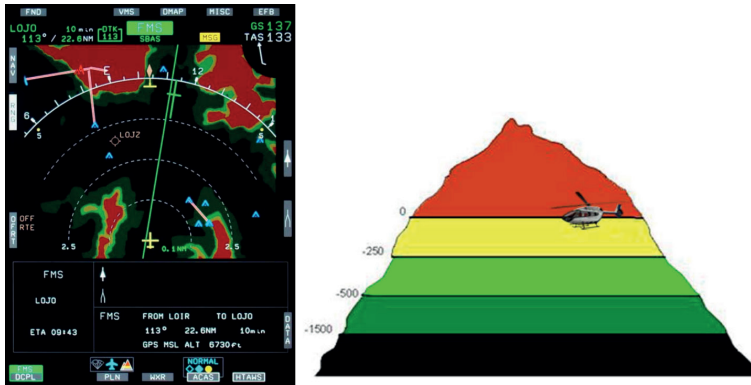 FND VMS DMAP MISC EFB
LOJO 10 min DTK FMS GS 137
113° / 22.6NM 113 SBAS MSG TAS 133
NAV
E 12
6
5 5
LOJZ
OFF
RTE
2.5 2.5
0.1NM
FMS
LOJO
ETA 09:43
FMS FROM LOIR TO LOJO
113° 22.6NM 10min
GPS MSL ALT 6730ft
DATA
FMS
DCPL
NORMAL
PLN WXR ACAS HTAWS
0
-250
-500
-1500